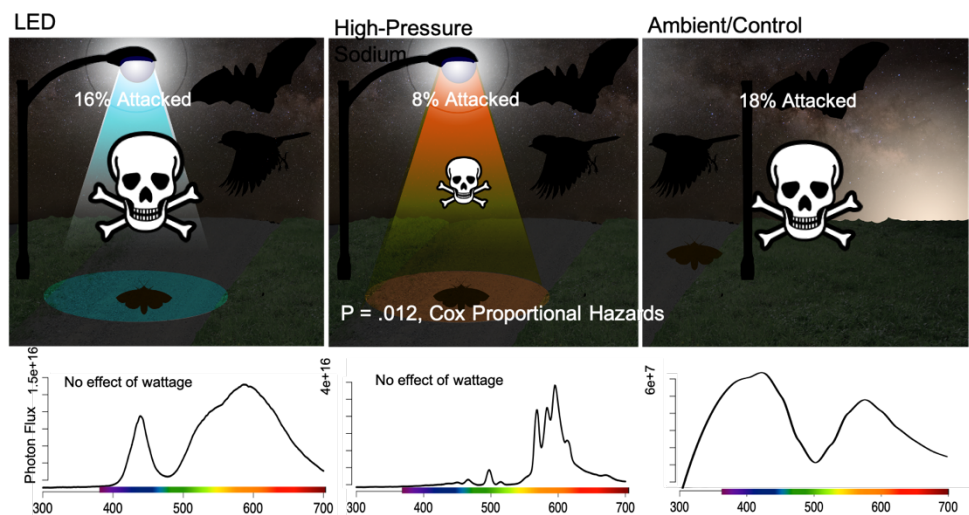 LED
High-Pressure
Sodium
Ambient/Control
16% Attacked
8% Attacked
18% Attacked
P = .012, Cox Proportional Hazards
Photon Flux
1.5e+16
No effect of wattage
300 400 500 600 700
4e+16
No effect of wattage
300 400 500 600 700
6e+7
300 400 500 600 700